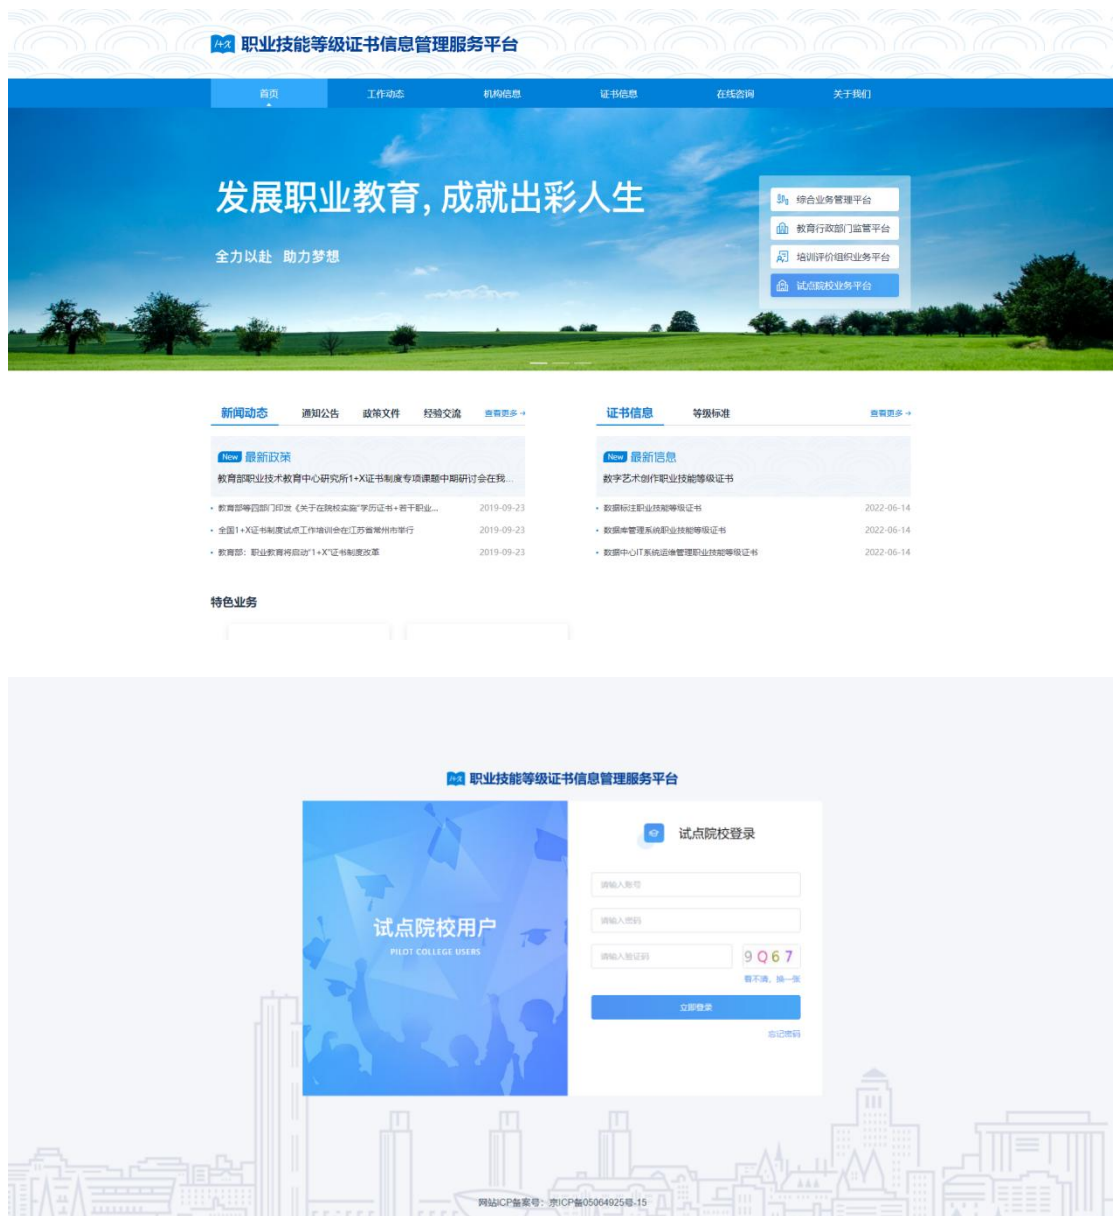 1+X 职业技能等级证书信息管理服务平台
首页 工作动态 机构信息 证书信息 在线咨询 关于我们
发展职业教育，成就出彩人生
全力以赴 助力梦想
综合业务管理平台
教育行政部门监管平台
培训评价组织业务平台
试点院校业务平台
新闻动态 通知公告 政策文件 经验交流 查看更多→
New 最新政策
教育部职业技术教育中心研究所1+X证书制度专项课题中期研讨会在我...
教育部等四部门印发《关于在院校实施“学历证书+若干职业... 2019-09-23
全国1+X证书制度试点工作培训会在江苏省常州市举行 2019-09-23
教育部：职业教育将启动“1+X”证书制度改革 2019-09-23
证书信息 等级标准 查看更多→
New 最新信息
数字艺术创作职业技能等级证书
数据标注职业技能等级证书 2022-06-14
数据库管理系统职业技能等级证书 2022-06-14
数据中心IT系统运维管理职业技能等级证书 2022-06-14
特色业务
1+X 职业技能等级证书信息管理服务平台
试点院校用户
PILOT COLLEGE USERS
试点院校登录
请输入账号
请输入密码
请输入验证码 9Q67
看不清，换一张
立即登录
忘记密码
网站ICP备案号：京ICP备05064925号-15